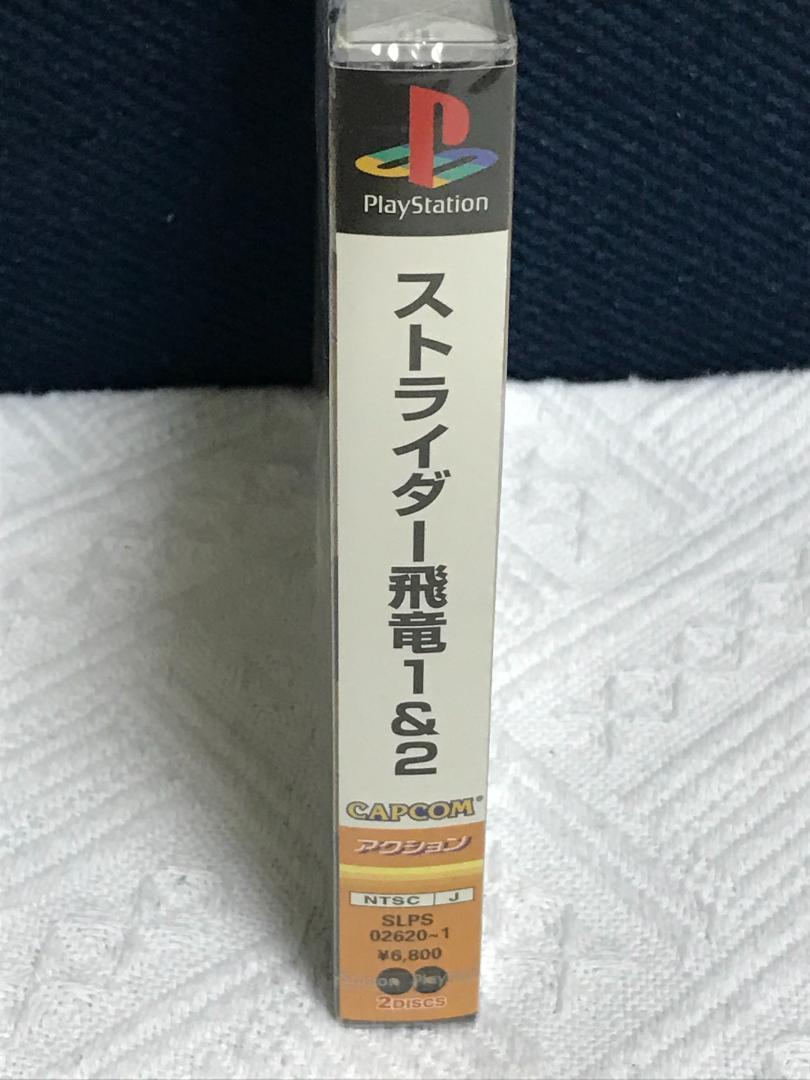 PlayStation
ストライダー飛竜1&2
CAPCOM®
アクション
NTSC J
SLPS
02620~1
¥6,800
2DISCS